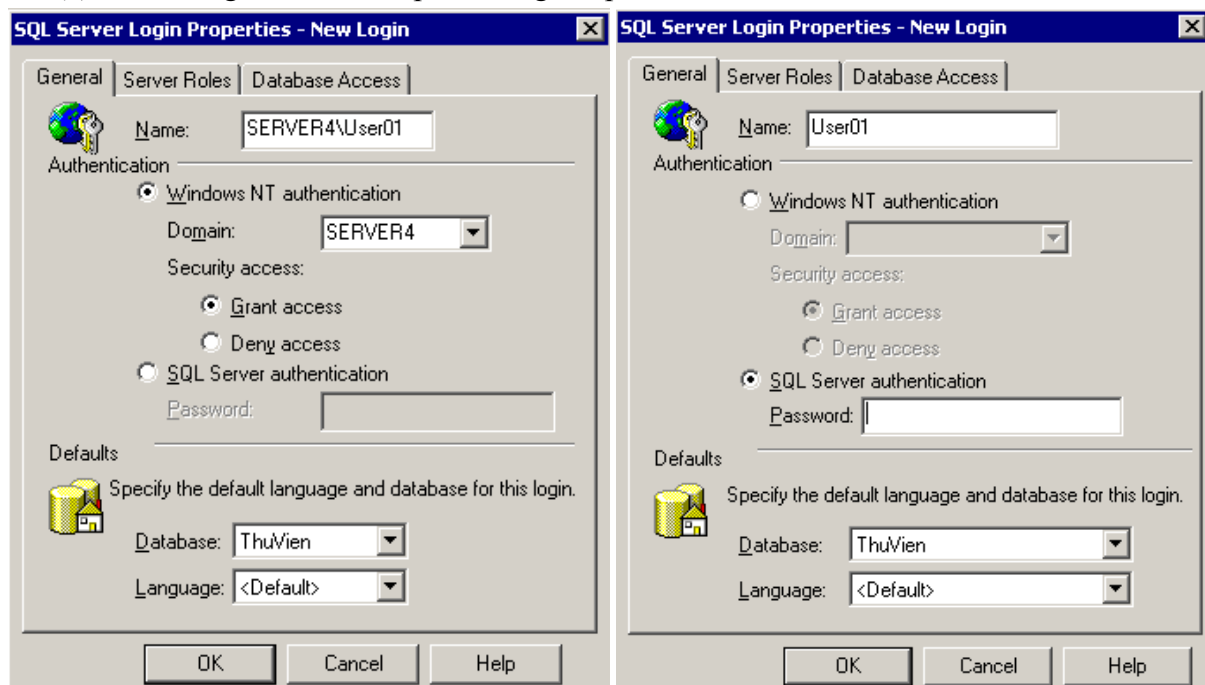 SQL Server Login Properties - New Login
General Server Roles Database Access
Name: SERVER4\User01
Authentication
Windows NT authentication
Domain: SERVER4
Security access:
Grant access
Deny access
SQL Server authentication
Password:
Defaults
Specify the default language and database for this login.
Database: ThuVien
Language: <Default>
OK Cancel Help
SQL Server Login Properties - New Login
General Server Roles Database Access
Name: User01
Authentication
Windows NT authentication
Domain:
Security access:
Grant access
Deny access
SQL Server authentication
Password:
Defaults
Specify the default language and database for this login.
Database: ThuVien
Language: <Default>
OK Cancel Help